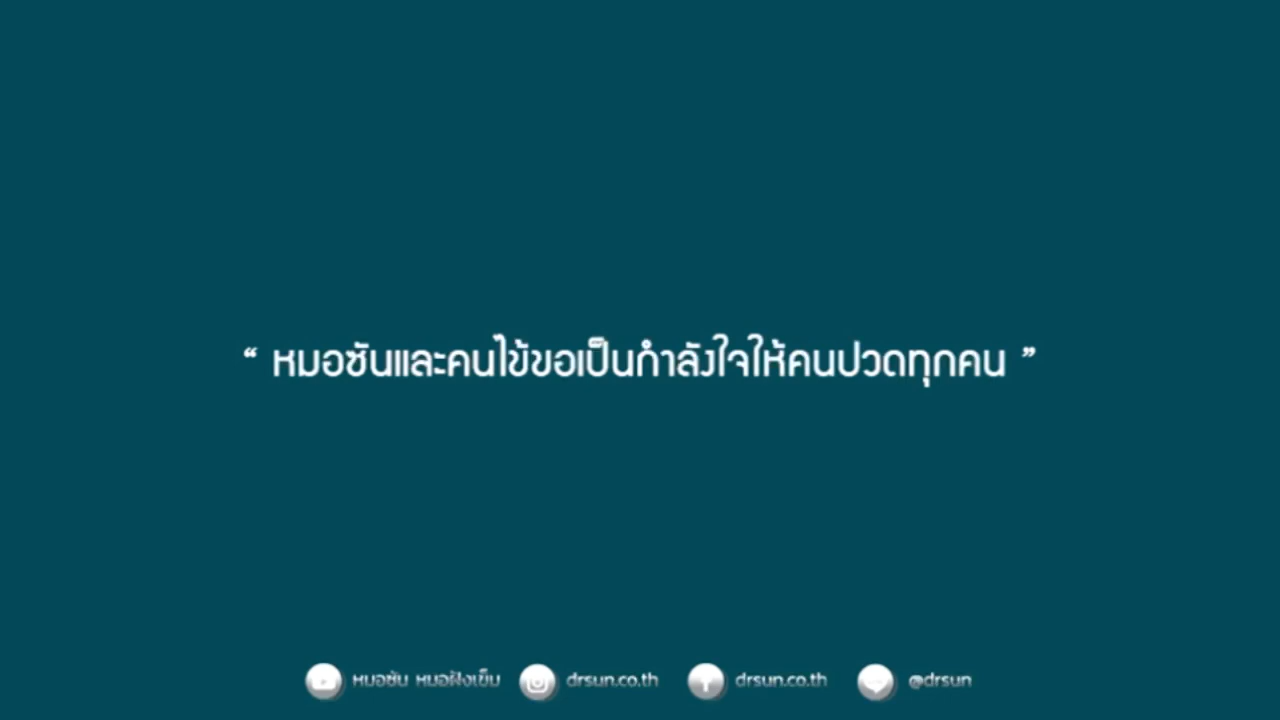 “ หมอซันและคนไข้ขอเป็นกำลังใจให้คนปวดทุกคน ”
หมอซัน หมอฝังเข็ม drsun.co.th drsun.co.th @drsun